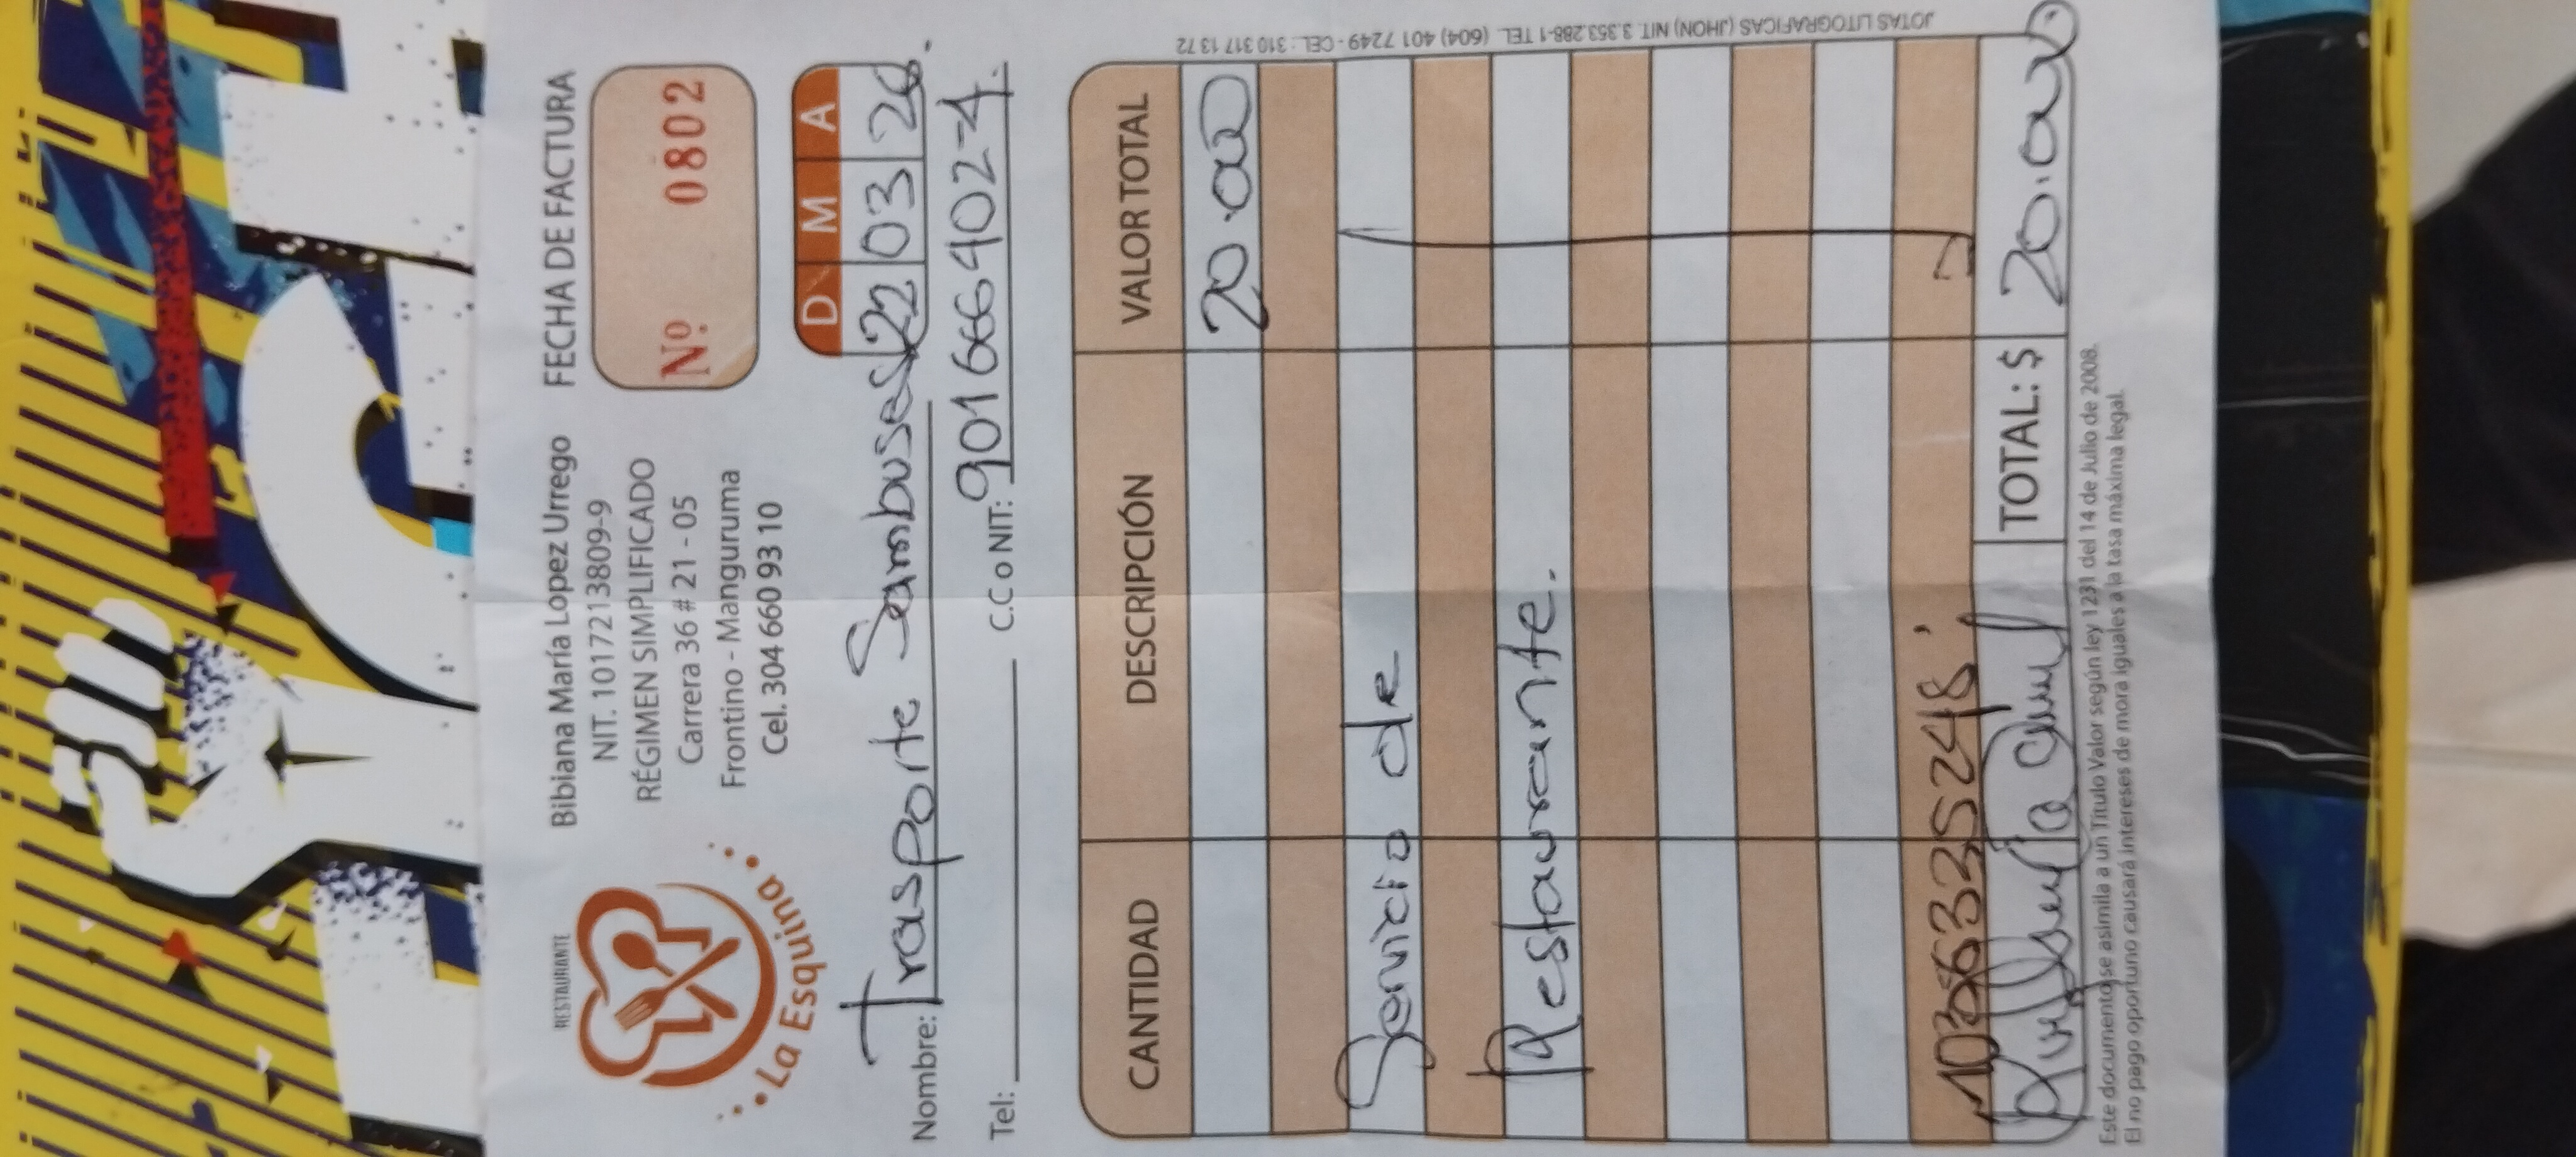 RESTAURANTE
La Esquina
Bibiana María Lopez Urrego
NIT. 1017213809-9
RÉGIMEN SIMPLIFICADO
Carrera 36 # 21 - 05
Frontino - Manguruma
Cel. 304 660 93 10
FECHA DE FACTURA
Nº 0802
D M A
22 03 26
Nombre: Trasporte Sambuses
Tel: C.C o NIT: 901666402-4
CANTIDAD DESCRIPCIÓN VALOR TOTAL
20.000
Servicio de
Restaurante.
1036335248
TOTAL: $ 20.000
Este documento se asimila a un Título Valor según ley 1231 del 14 de Julio de 2008.
El no pago oportuno causará intereses de mora iguales a la tasa máxima legal.
JOTAS LITOGRAFICAS (JHON) NIT. 3.353.288-1 TEL. (604) 401 7249 - CEL.: 310 317 13 72